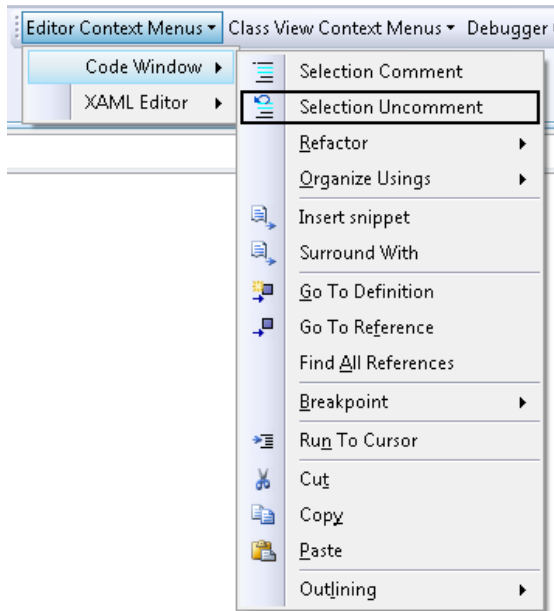 Editor Context Menus Class View Context Menus Debugger
Code Window
XAML Editor
Selection Comment
Selection Uncomment
Refactor
Organize Usings
Insert snippet
Surround With
Go To Definition
Go To Reference
Find All References
Breakpoint
Run To Cursor
Cut
Copy
Paste
Outlining